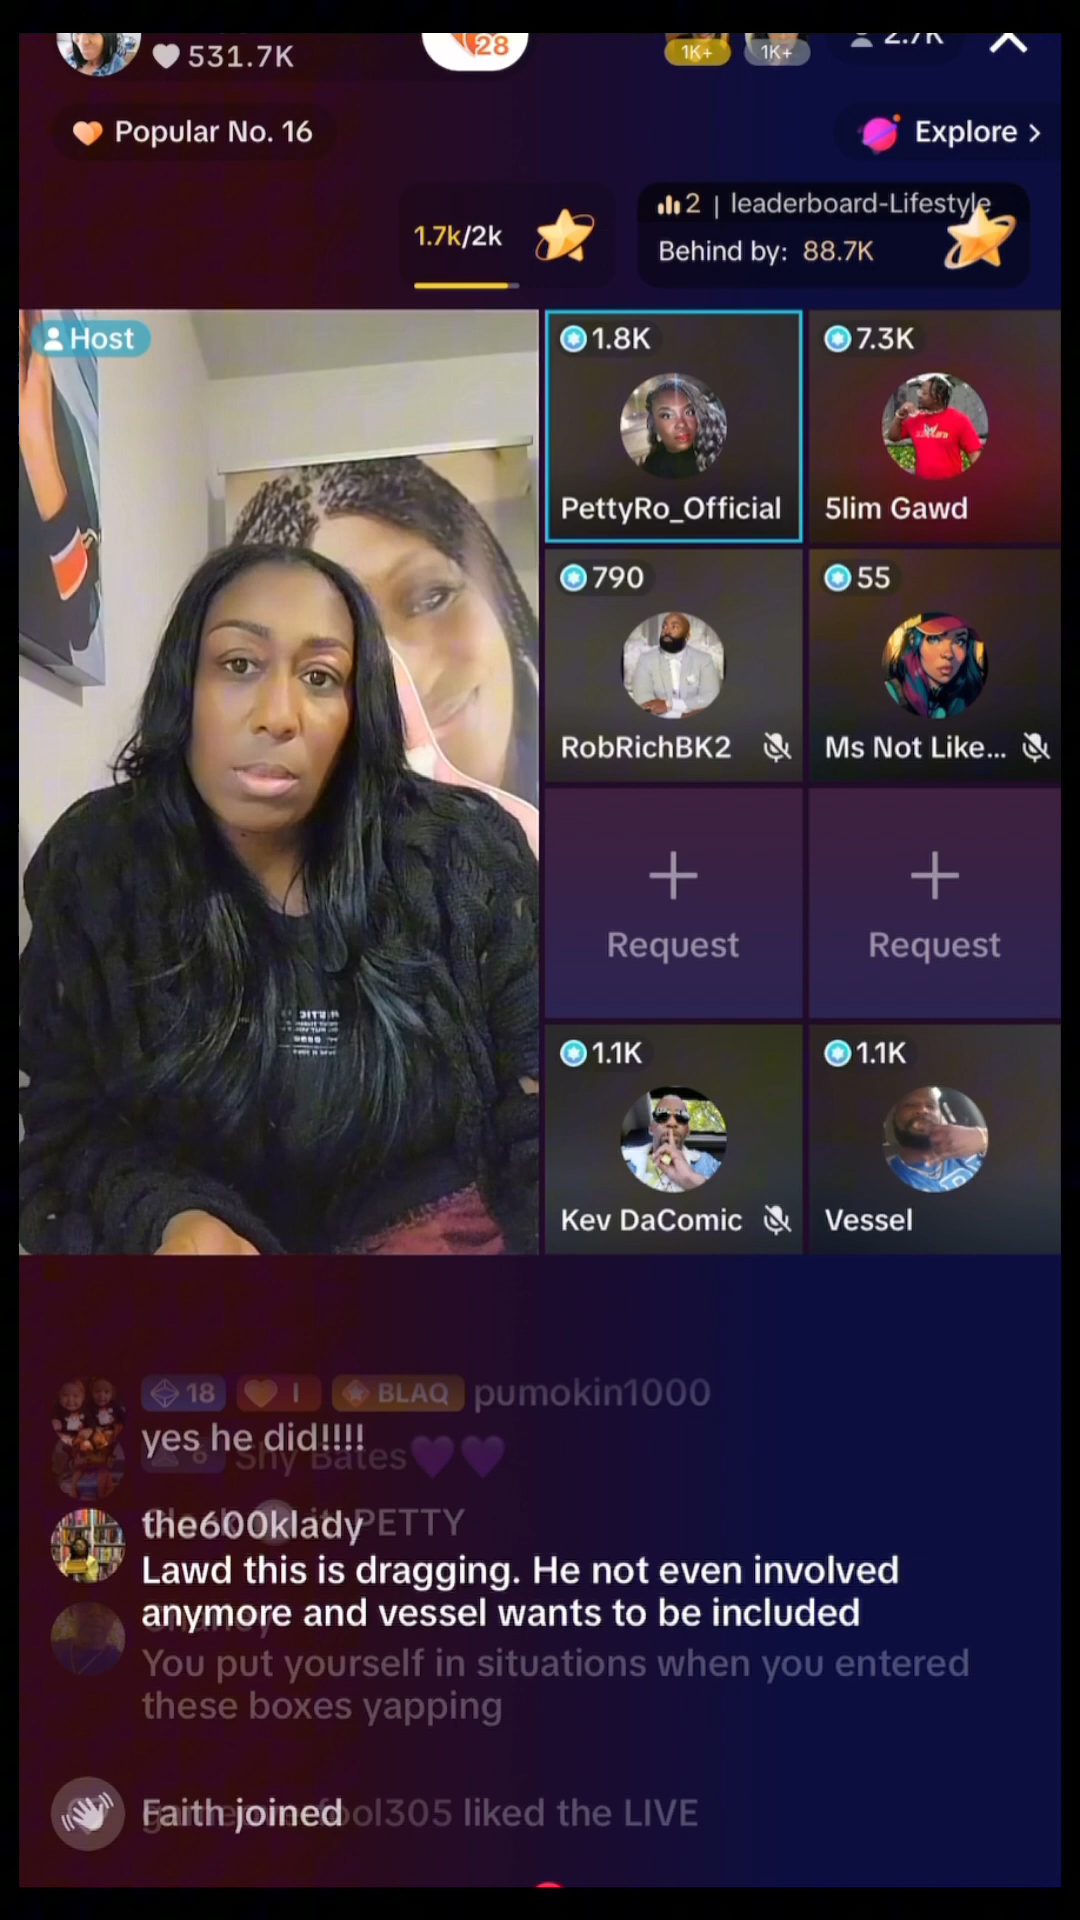 531.7K
28
1K+
1K+
2.7K
Popular No. 16
Explore >
1.7k/2k
2 | leaderboard-Lifestyle
Behind by: 88.7K
Host
1.8K
7.3K
PettyRo_Official
5lim Gawd
790
55
RobRichBK2
Ms Not Like...
Request
Request
1.1K
1.1K
Kev DaComic
Vessel
18 I BLAQ pumokin1000
yes he did!!!!
6 Shy Bates💜💜
the600klady
PETTY
Lawd this is dragging. He not even involved
anymore and vessel wants to be included
You put yourself in situations when you entered
these boxes yapping
Faith joined
liked the LIVE